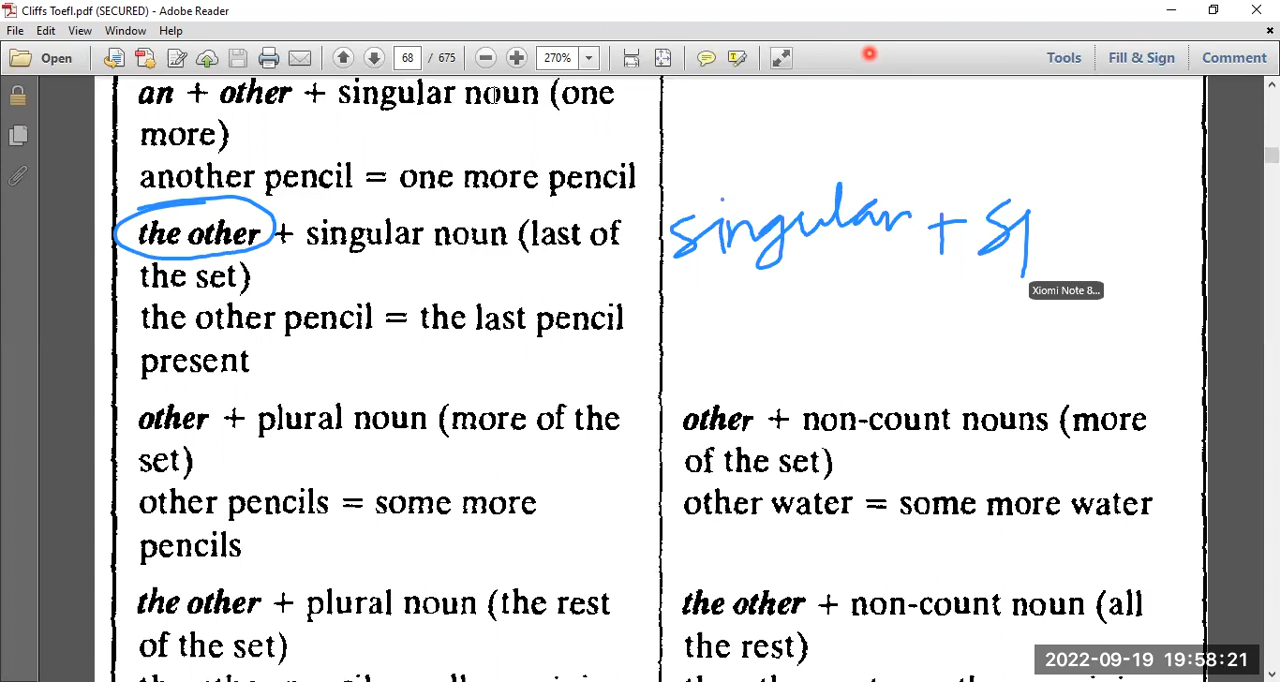 Cliffs Toefl.pdf (SECURED) - Adobe Reader
File Edit View Window Help
Open 68 / 675 270% Tools Fill & Sign Comment
an + other + singular noun (one
more)
another pencil = one more pencil
the other + singular noun (last of
the set)
the other pencil = the last pencil
present
singular +
Xiomi Note 8...
other + plural noun (more of the
set)
other pencils = some more
pencils
other + non-count nouns (more
of the set)
other water = some more water
the other + plural noun (the rest
of the set)
the other + non-count noun (all
the rest)
2022-09-19 19:58:21